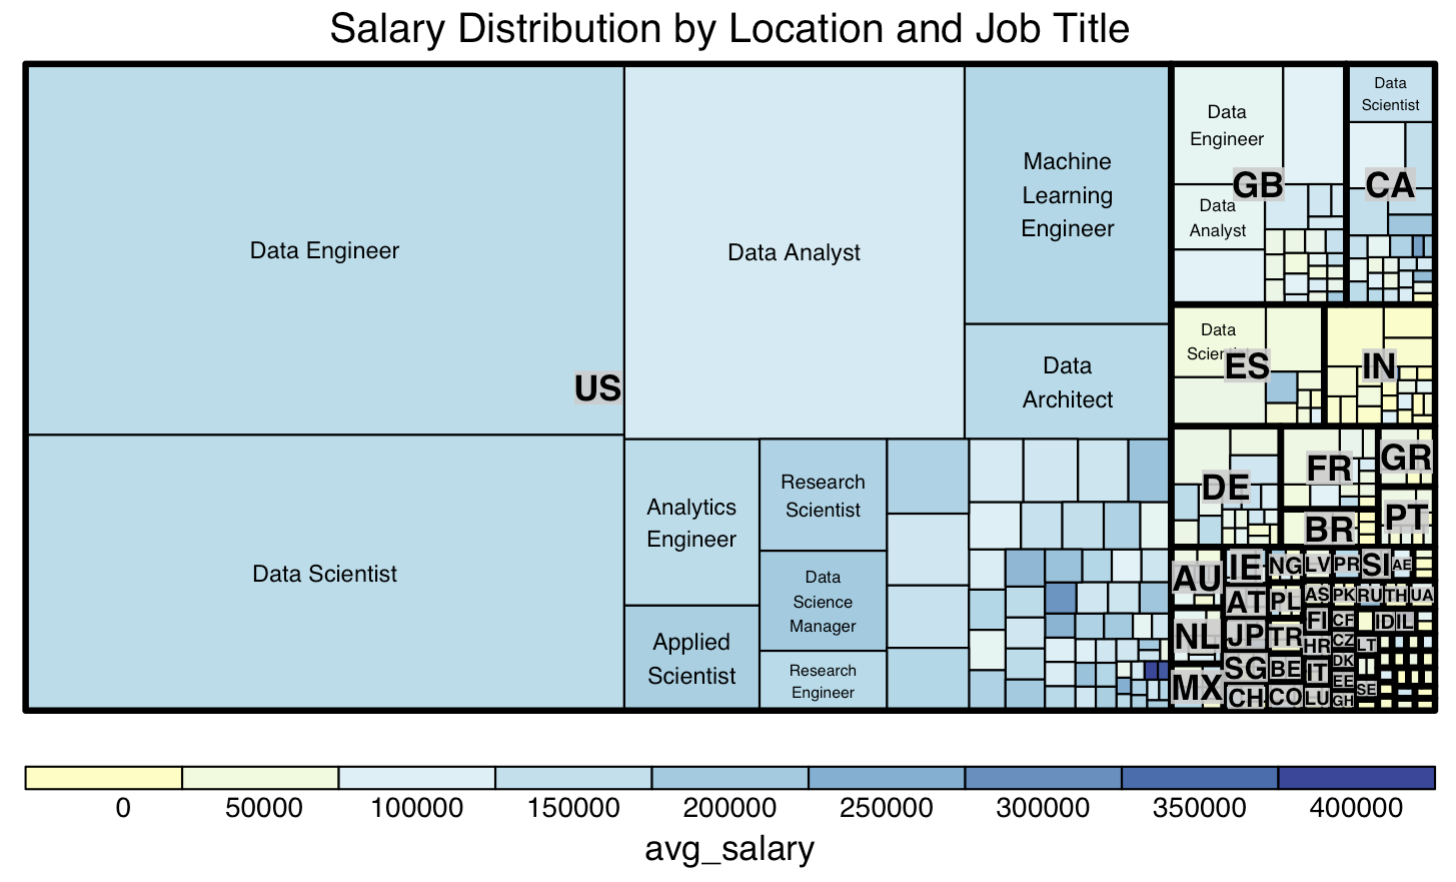 Salary Distribution by Location and Job Title
Data Engineer
Data Scientist
US
Data Analyst
Machine
Learning
Engineer
Data
Architect
Analytics
Engineer
Applied
Scientist
Research
Scientist
Data
Science
Manager
Research
Engineer
Data
Engineer
GB
Data
Analyst
Data
Scientist
CA
Data
ES
IN
DE
FR
GR
BR
PT
AU IE NG LV PR SI AE
AT PL AS PK RU TH UA
NL JP TR FI CF ID IL
HR CZ LT
SG BE IT DK
MX EE SE
CH CO LU GH
0 50000 100000 150000 200000 250000 300000 350000 400000
avg_salary